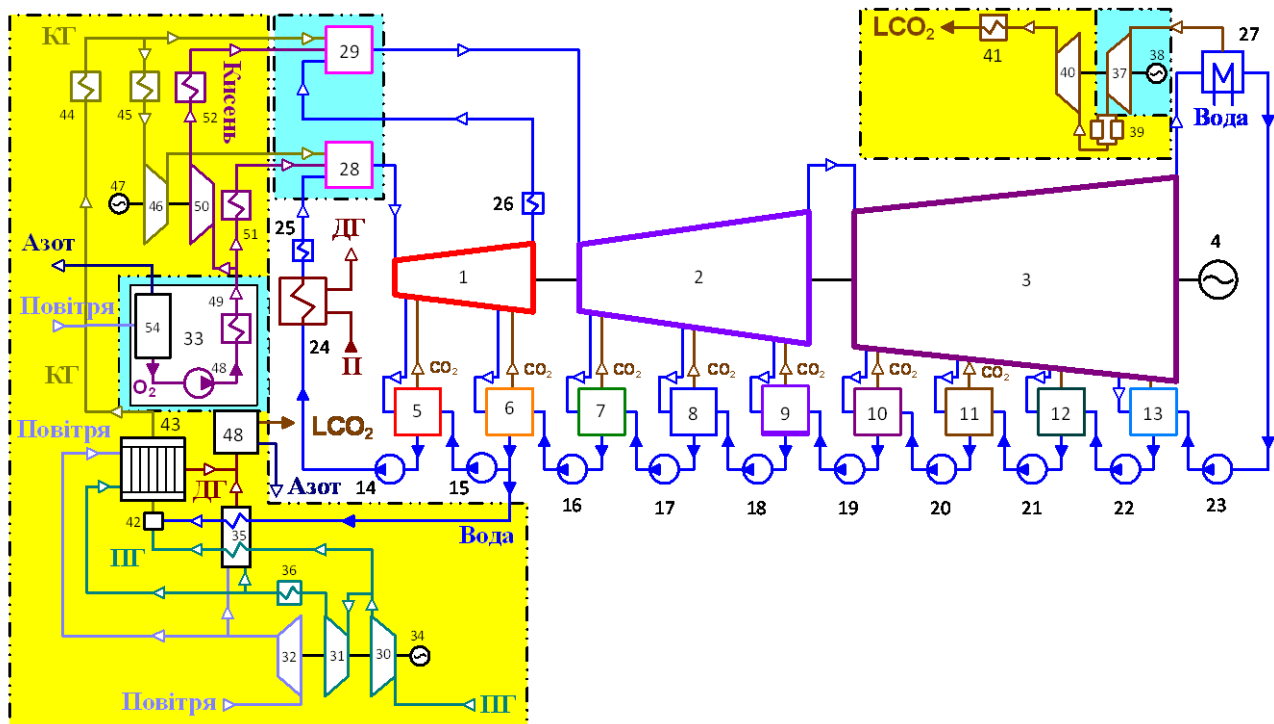 КГ
29
LCO₂
41
40
37
38
27
44
45
52
Кисень
Вода
39
28
47
46
50
51
25
ДГ
26
Азот
1
2
3
4
Повітря
49
54
33
48
24
П
КГ
O₂
CO₂
CO₂
CO₂
CO₂
CO₂
CO₂
CO₂
Повітря
43
48
LCO₂
5
6
7
8
9
10
11
12
13
ДГ
Азот
14
15
16
17
18
19
20
21
22
23
42
35
Вода
ПГ
36
32
31
30
34
Повітря
ПГ